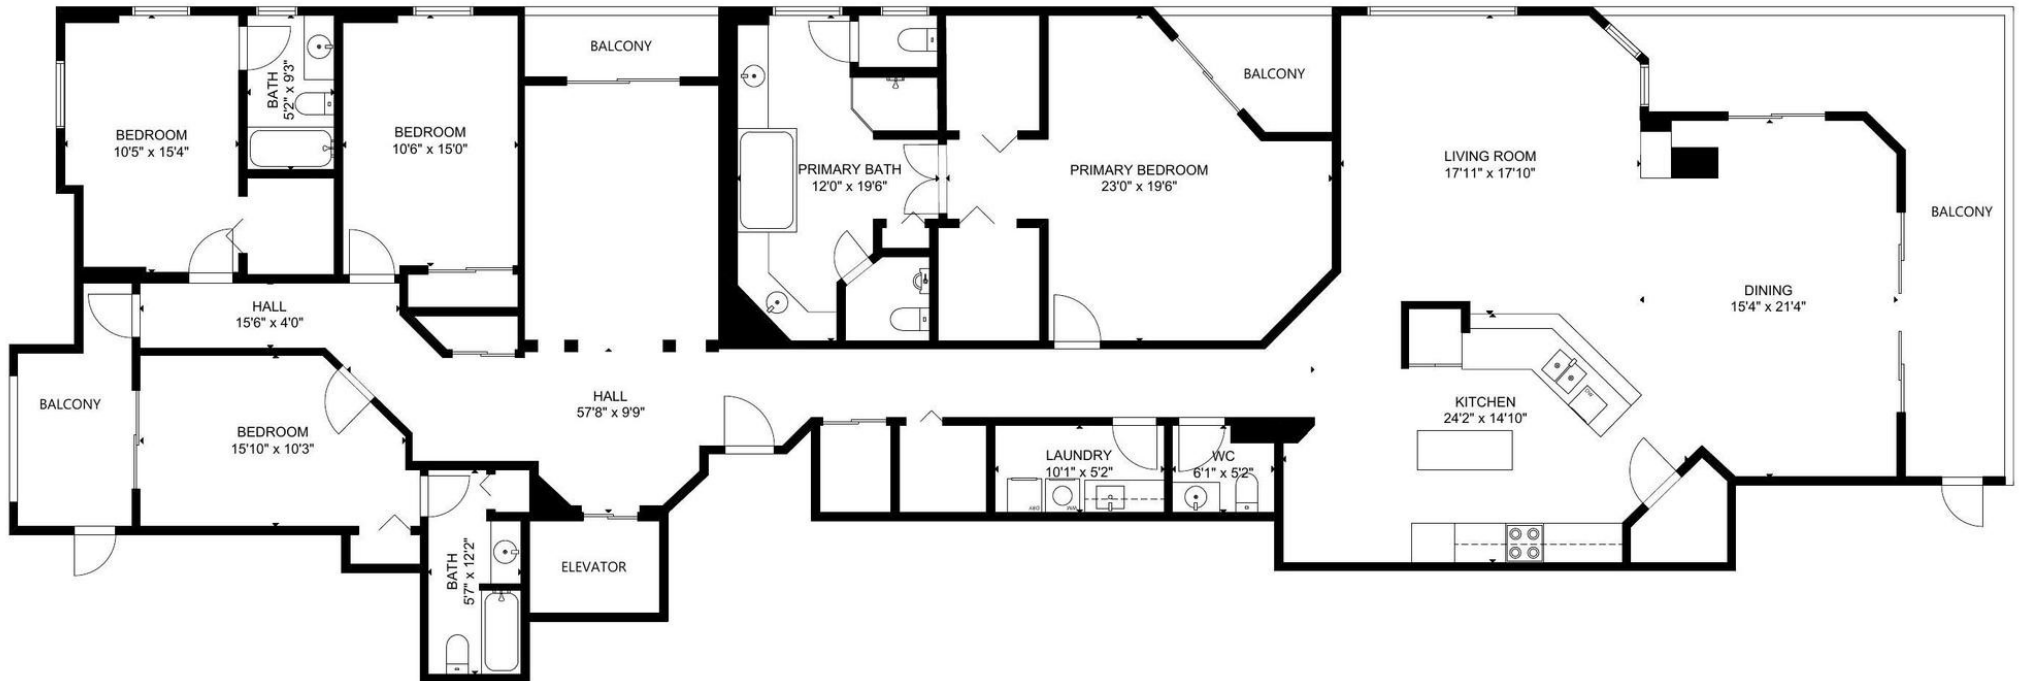 BEDROOM
10'5" x 15'4"
BATH
5'2" x 9'3"
BEDROOM
10'6" x 15'0"
BALCONY
PRIMARY BATH
12'0" x 19'6"
PRIMARY BEDROOM
23'0" x 19'6"
BALCONY
LIVING ROOM
17'11" x 17'10"
BALCONY
DINING
15'4" x 21'4"
HALL
15'6" x 4'0"
BALCONY
BEDROOM
15'10" x 10'3"
HALL
57'8" x 9'9"
KITCHEN
24'2" x 14'10"
LAUNDRY
10'1" x 5'2"
WC
6'1" x 5'2"
BATH
5'7" x 12'2"
ELEVATOR